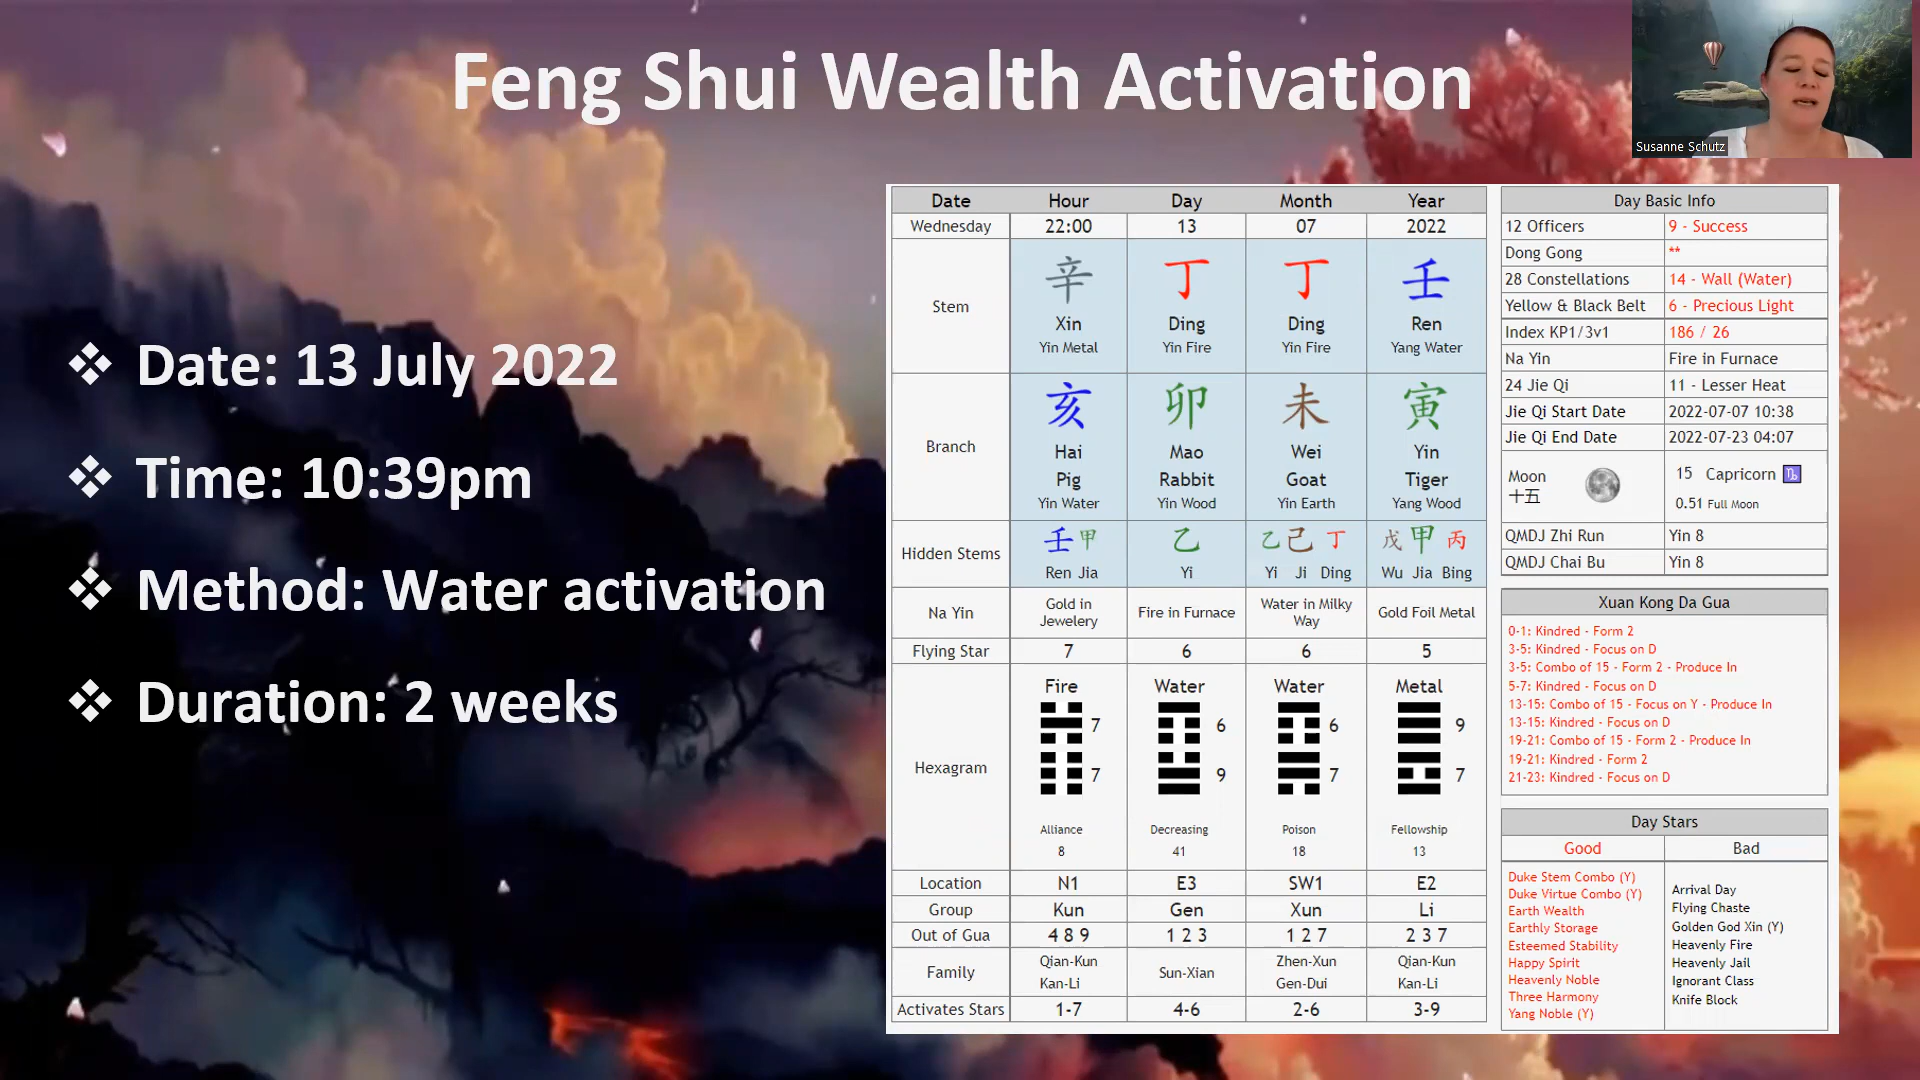 Feng Shui Wealth Activation
Susanne Schutz
❖ Date: 13 July 2022
❖ Time: 10:39pm
❖ Method: Water activation
❖ Duration: 2 weeks
Date Hour Day Month Year
Wednesday 22:00 13 07 2022
辛 丁 丁 壬
Stem Xin Ding Ding Ren
Yin Metal Yin Fire Yin Fire Yang Water
亥 卯 未 寅
Branch Hai Mao Wei Yin
Pig Rabbit Goat Tiger
Yin Water Yin Wood Yin Earth Yang Wood
壬 甲 乙 乙 己 丁 戊 甲 丙
Hidden Stems Ren Jia Yi Yi Ji Ding Wu Jia Bing
Na Yin Gold in Jewelery Fire in Furnace Water in Milky Way Gold Foil Metal
Flying Star 7 6 6 5
Fire Water Water Metal
7 6 6 9
Hexagram
7 9 7 7
Alliance Decreasing Poison Fellowship
8 41 18 13
Location N1 E3 SW1 E2
Group Kun Gen Xun Li
Out of Gua 4 8 9 1 2 3 1 2 7 2 3 7
Family Qian-Kun Kan-Li Sun-Xian Zhen-Xun Gen-Dui Qian-Kun Kan-Li
Activates Stars 1-7 4-6 2-6 3-9
Day Basic Info
12 Officers 9 - Success
Dong Gong **
28 Constellations 14 - Wall (Water)
Yellow & Black Belt 6 - Precious Light
Index KP1/3v1 186 / 26
Na Yin Fire in Furnace
24 Jie Qi 11 - Lesser Heat
Jie Qi Start Date 2022-07-07 10:38
Jie Qi End Date 2022-07-23 04:07
Moon 15 Capricorn ♑
十五 0.51 Full Moon
QMDJ Zhi Run Yin 8
QMDJ Chai Bu Yin 8
Xuan Kong Da Gua
0-1: Kindred - Form 2
3-5: Kindred - Focus on D
3-5: Combo of 15 - Form 2 - Produce In
5-7: Kindred - Focus on D
13-15: Combo of 15 - Focus on Y - Produce In
13-15: Kindred - Focus on D
19-21: Combo of 15 - Form 2 - Produce In
19-21: Kindred - Form 2
21-23: Kindred - Focus on D
Day Stars
Good
Duke Stem Combo (Y)
Duke Virtue Combo (Y)
Earth Wealth
Earthly Storage
Esteemed Stability
Happy Spirit
Heavenly Noble
Three Harmony
Yang Noble (Y)
Bad
Arrival Day
Flying Chaste
Golden God Xin (Y)
Heavenly Fire
Heavenly Jail
Ignorant Class
Knife Block